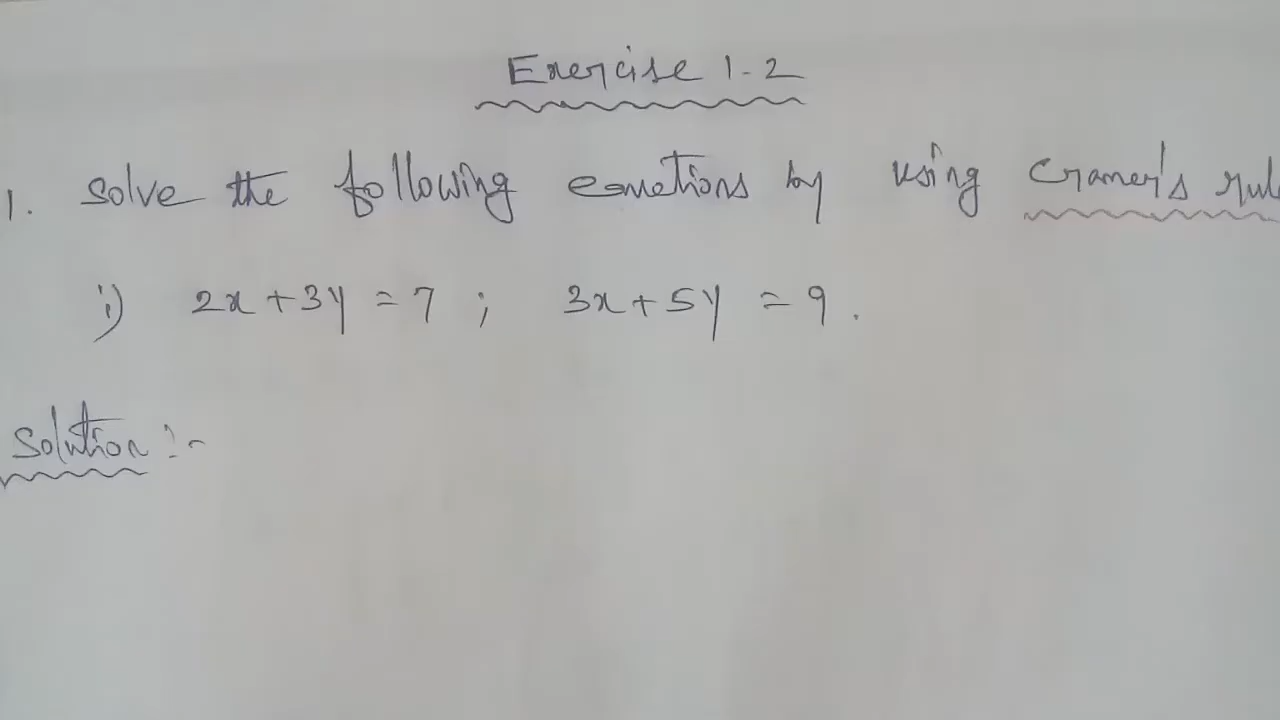 Exercise 1-2
1. Solve the following equations by using Cramer's rule
i) 2x + 3y = 7 ; 3x + 5y = 9.
Solution :-